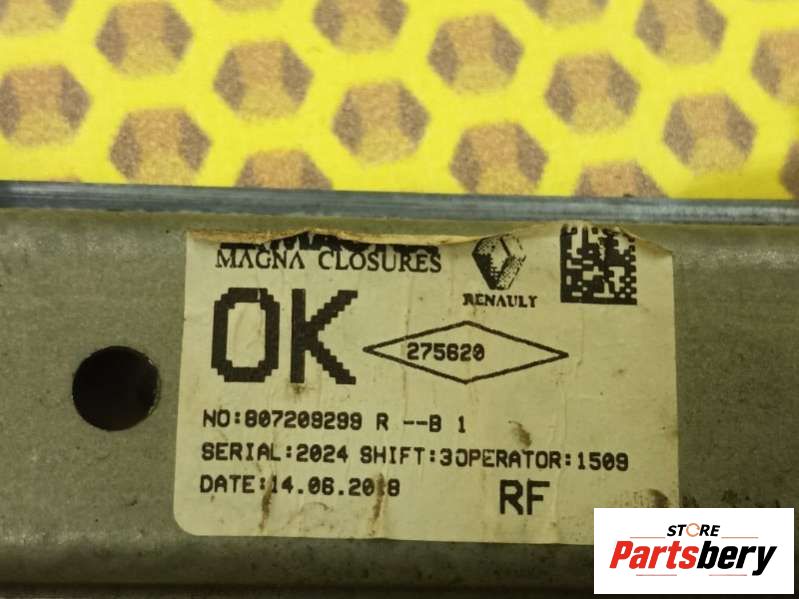 MAGNA CLOSURES
RENAULT
OK
275620
NO:807209299 R --B 1
SERIAL:2024 SHIFT:3OPERATOR:1509
DATE:14.06.2018
RF
STORE
Partsbery